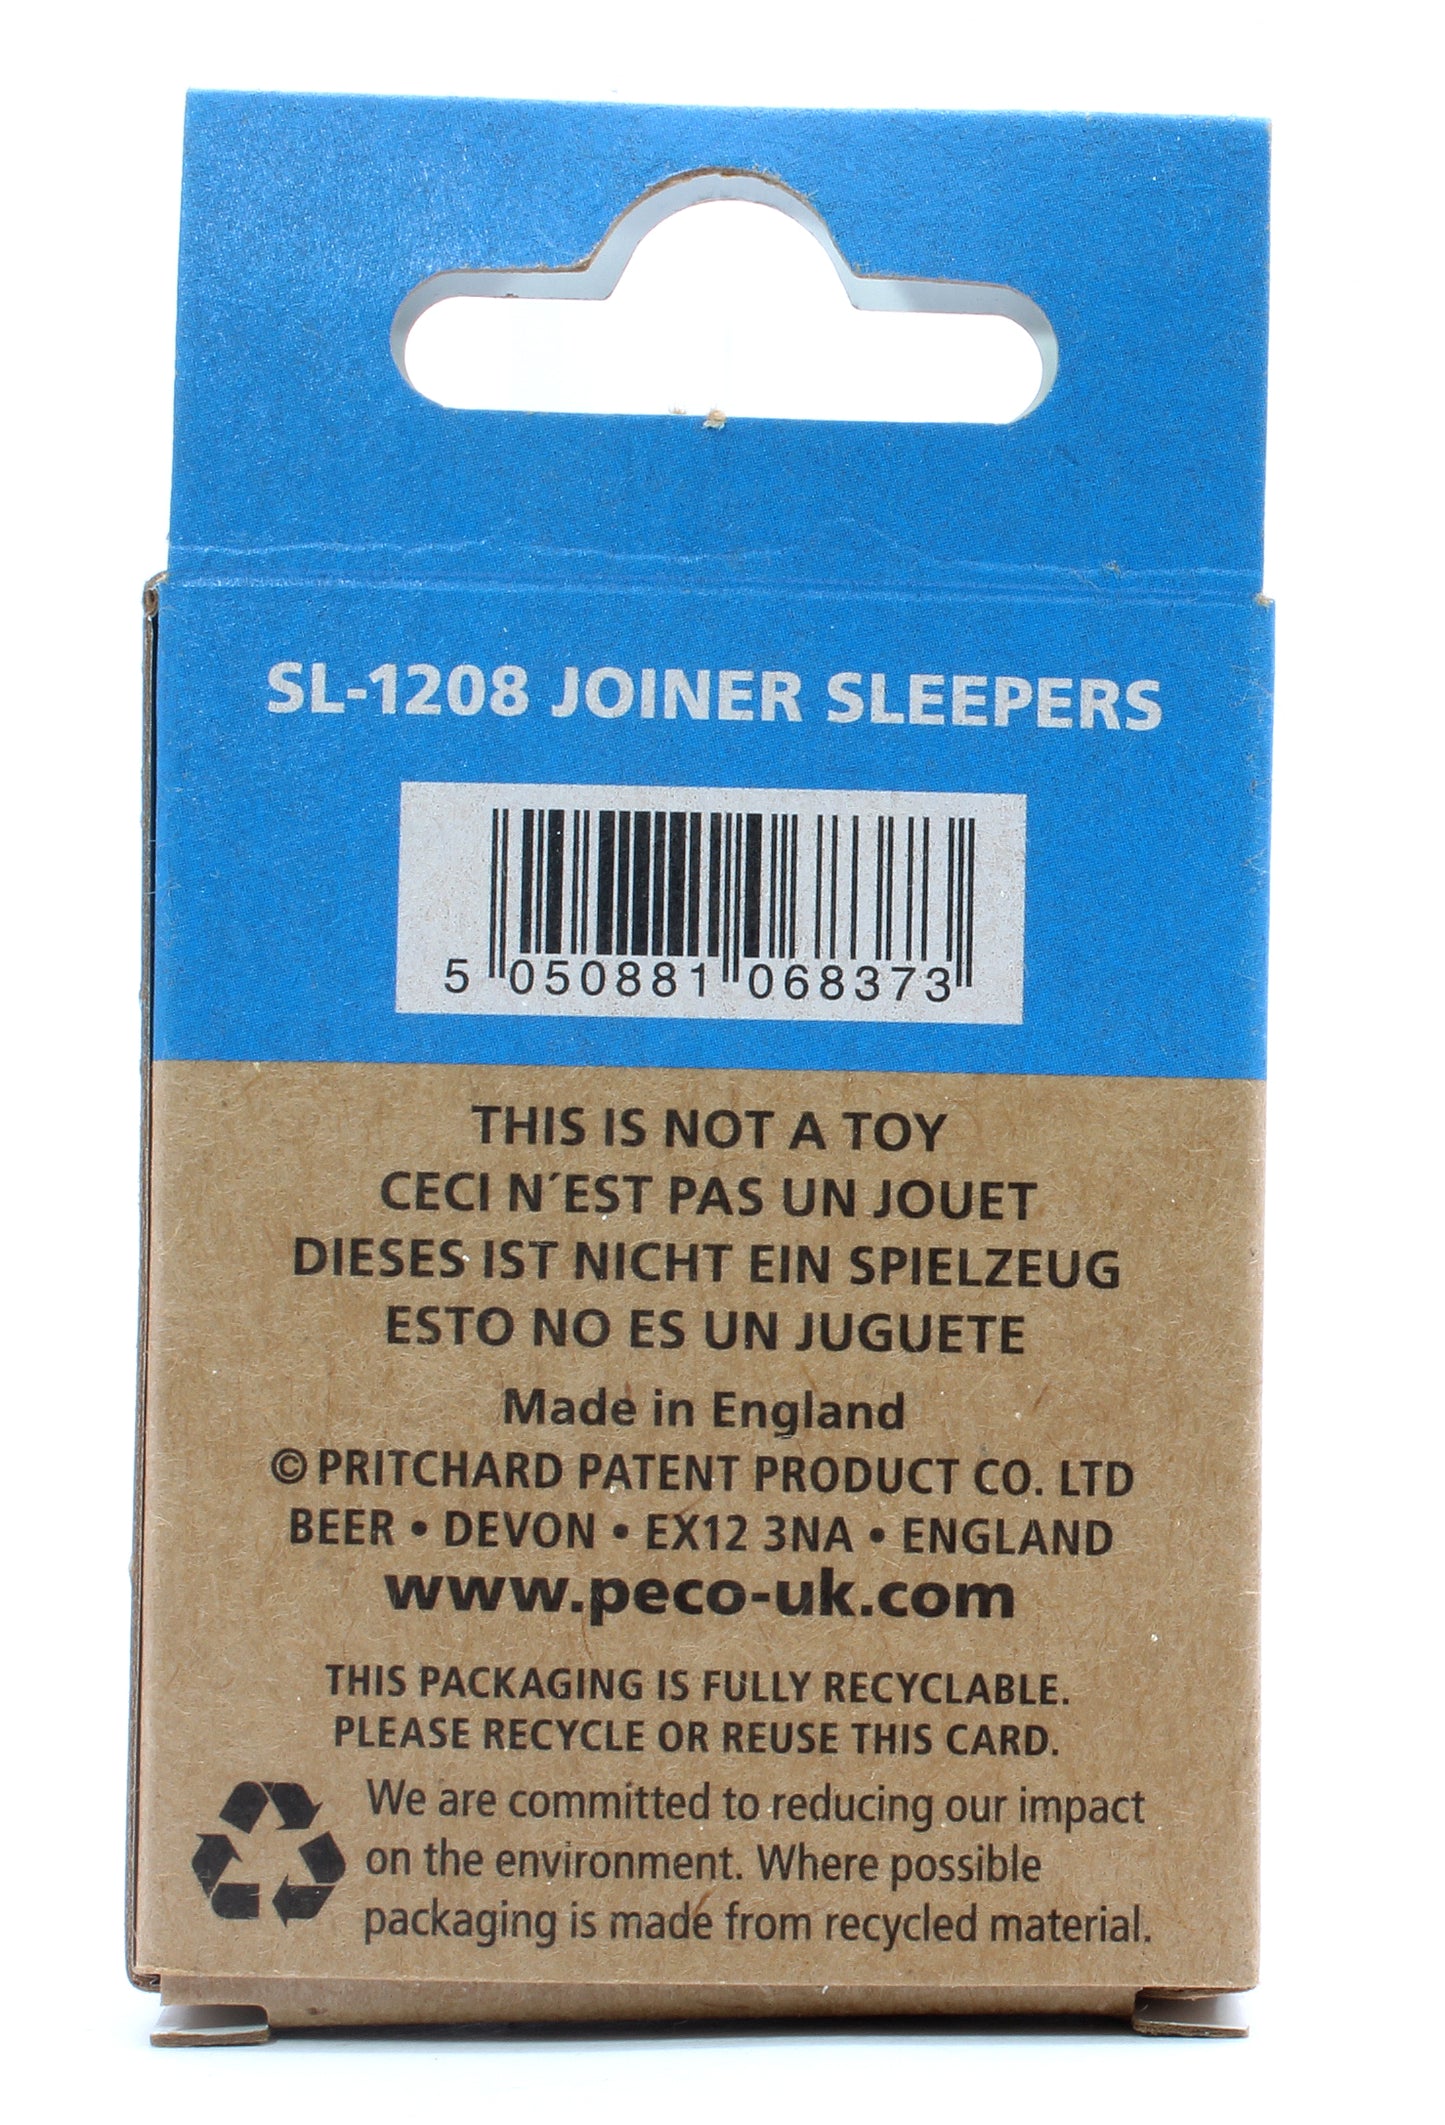 SL-1208 JOINER SLEEPERS
5 050881 068373
THIS IS NOT A TOY
CECI N´EST PAS UN JOUET
DIESES IST NICHT EIN SPIELZEUG
ESTO NO ES UN JUGUETE
Made in England
© PRITCHARD PATENT PRODUCT CO. LTD
BEER • DEVON • EX12 3NA • ENGLAND
www.peco-uk.com
THIS PACKAGING IS FULLY RECYCLABLE.
PLEASE RECYCLE OR REUSE THIS CARD.
We are committed to reducing our impact
on the environment. Where possible
packaging is made from recycled material.